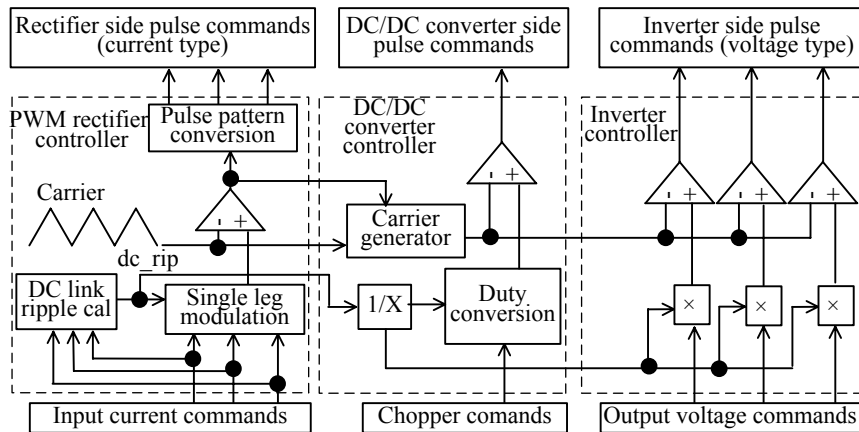 Rectifier side pulse commands
(current type)
DC/DC converter side
pulse commands
Inverter side pulse
commands (voltage type)
PWM rectifier
controller
Pulse pattern
conversion
DC/DC
converter
controller
Inverter
controller
- +
- +
- +
- +
- +
Carrier
Carrier
generator
dc_rip
DC link
ripple cal
Single leg
modulation
1/X
Duty
conversion
×
×
×
Input current commands
Chopper comands
Output voltage commands